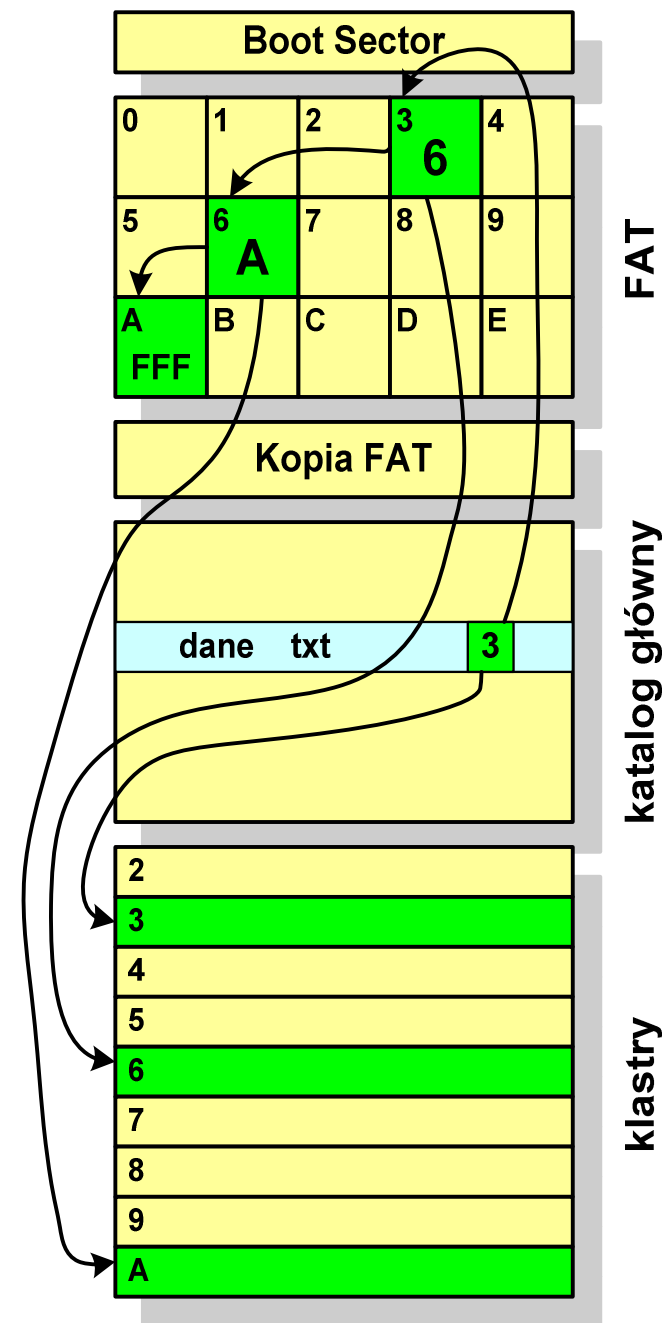 Boot Sector
0 1 2 3 4
6
5 6 7 8 9
A
A B C D E
FFF
FAT
Kopia FAT
dane txt 3
katalog główny
2
3
4
5
6
7
8
9
A
klastry